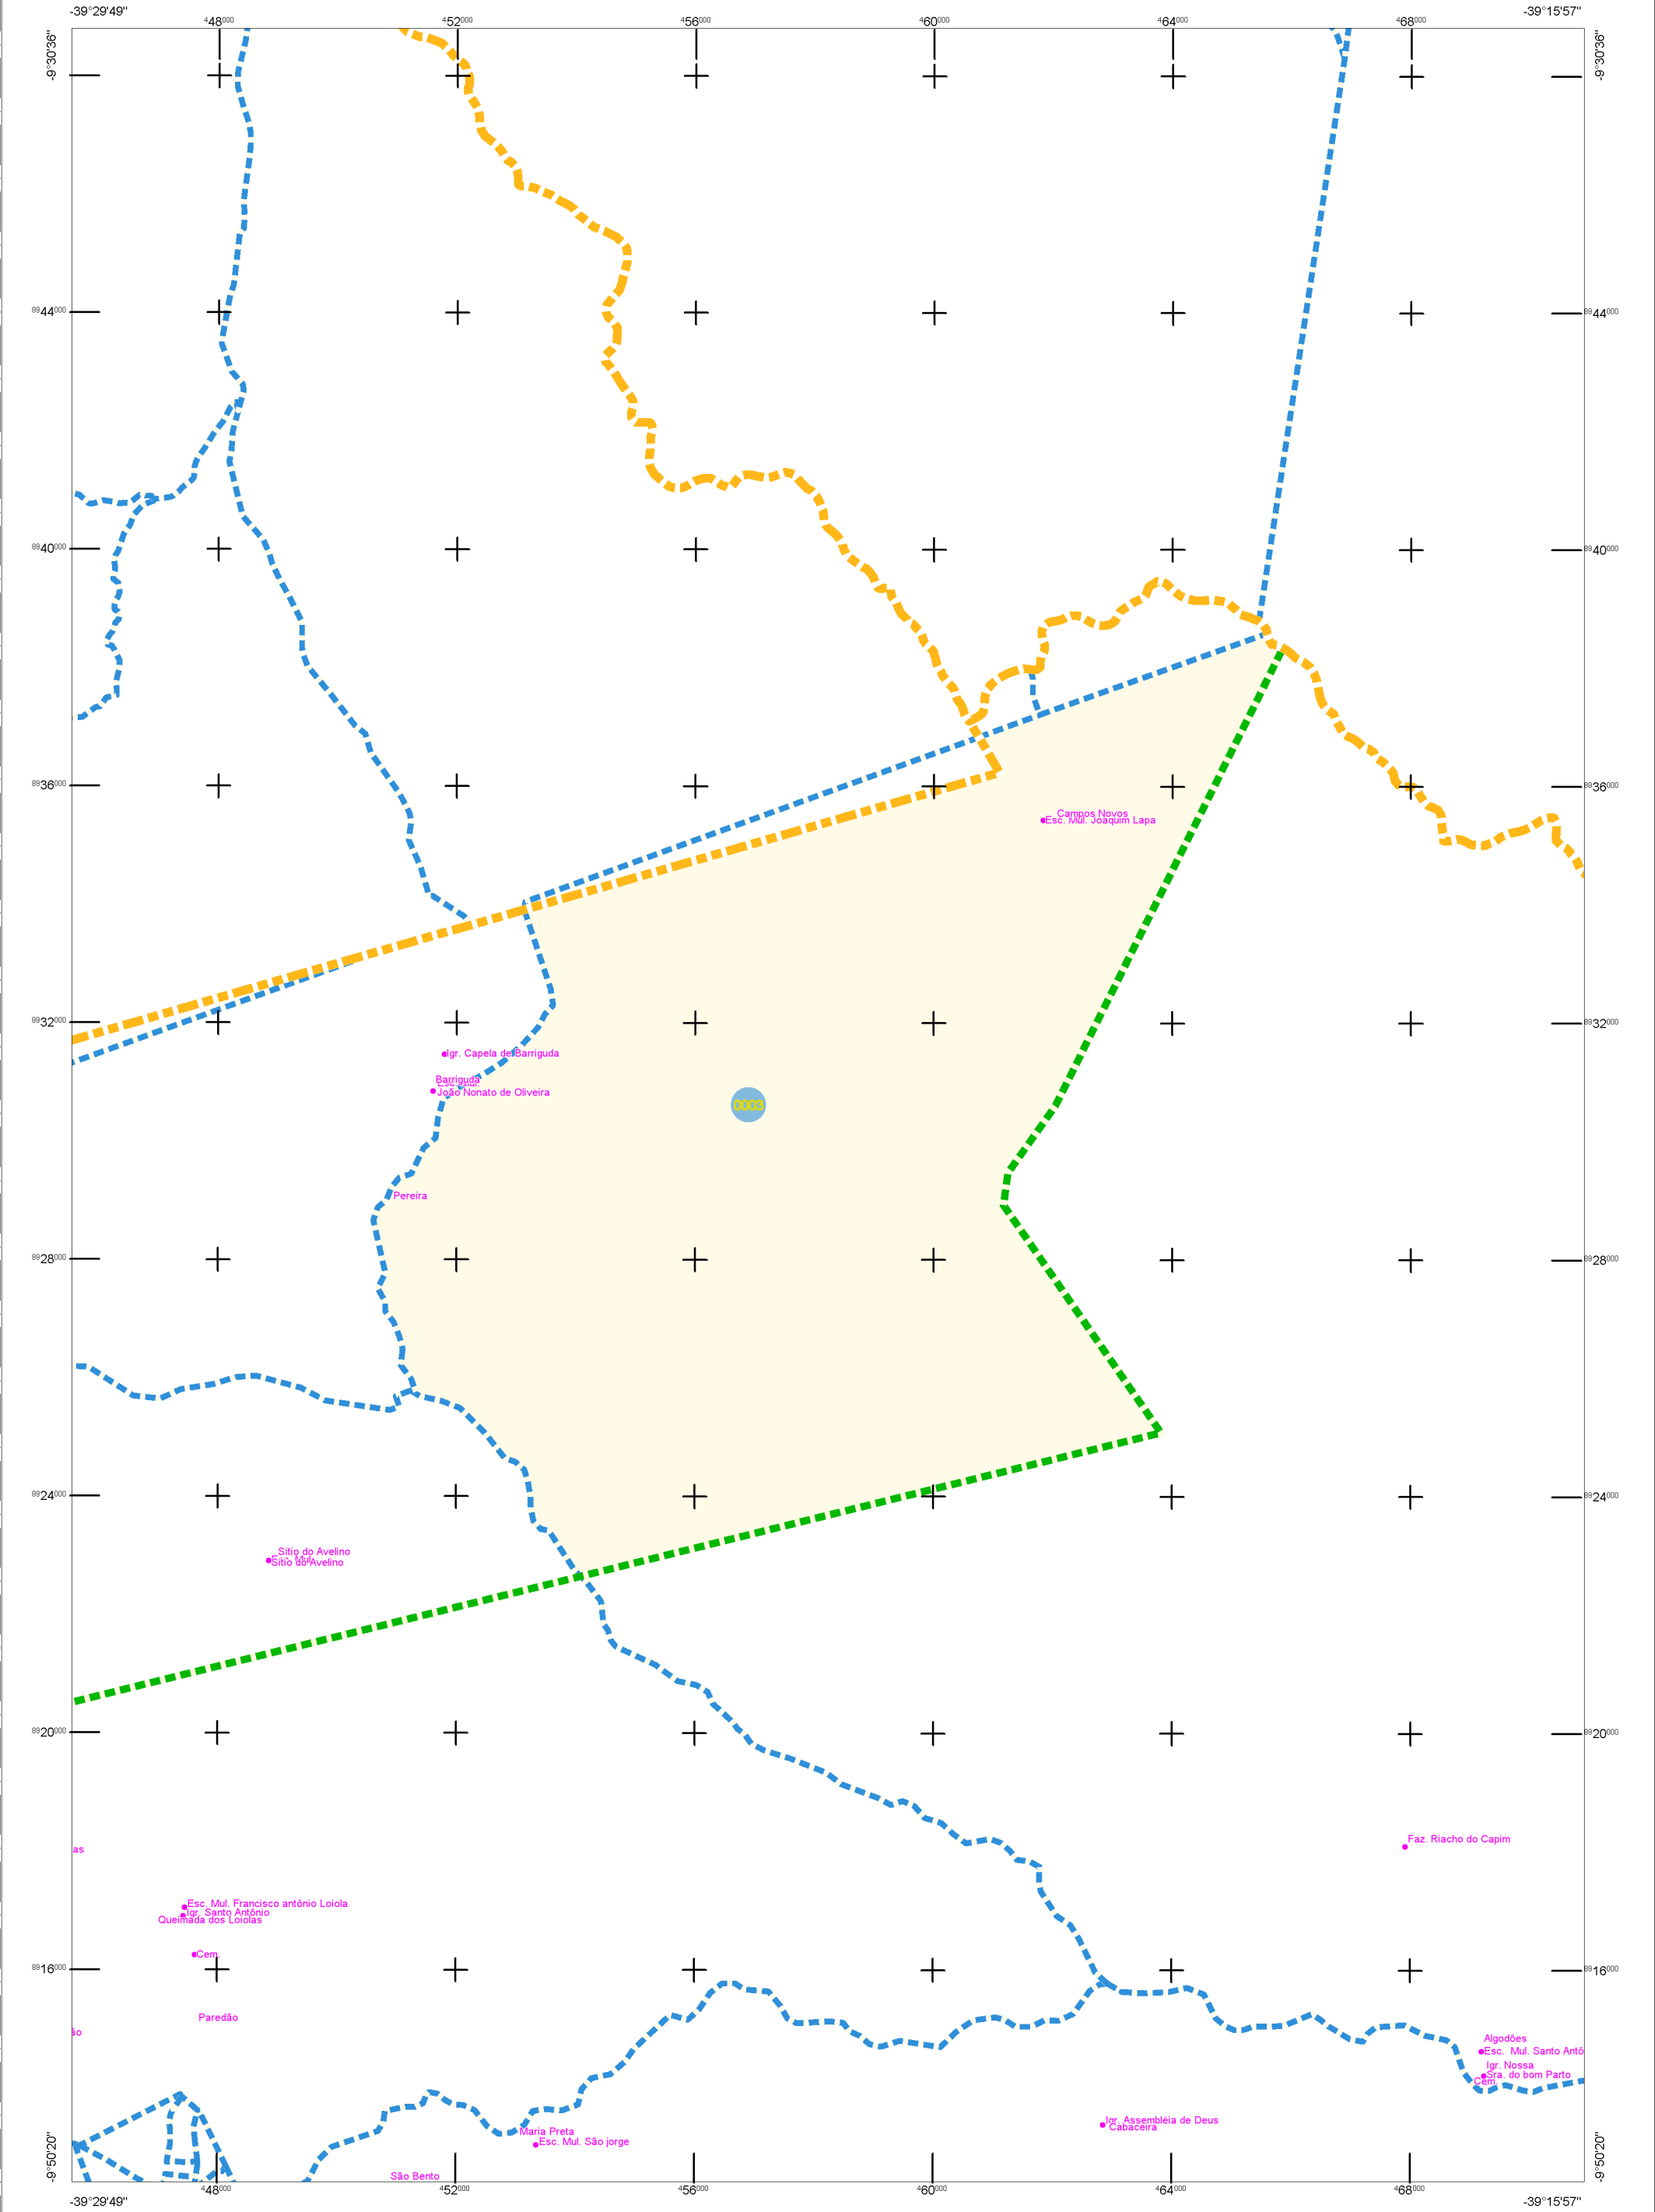 -39°29'49" -39°15'57"
448000 452000 456000 460000 464000 468000
-9°30'36" -9°30'36"
8944000 8944000
8940000 8940000
8936000 8936000
Campos Novos
Esc. Mul. Joaquim Lapa
8932000 8932000
Igr. Capela de Barriguda
Barriguda
João Nonato de Oliveira
0003
Pereira
8928000 8928000
8924000 8924000
Sítio do Avelino
Esc. Mul.
Sítio do Avelino
8920000 8920000
Faz. Riacho do Capim
as
Esc. Mul. Francisco antônio Loiola
Igr. Santo Antônio
Queimada dos Loiolas
Cem.
8916000 8916000
Paredão
ão
Algodões
Esc. Mul. Santo Antô
Igr. Nossa
Sra. do bom Parto
Cem.
Igr. Assembléia de Deus
Cabaceira
Maria Preta
Esc. Mul. São jorge
São Bento
-9°50'20" -9°50'20"
448000 452000 456000 460000 464000 468000
-39°29'49" -39°15'57"